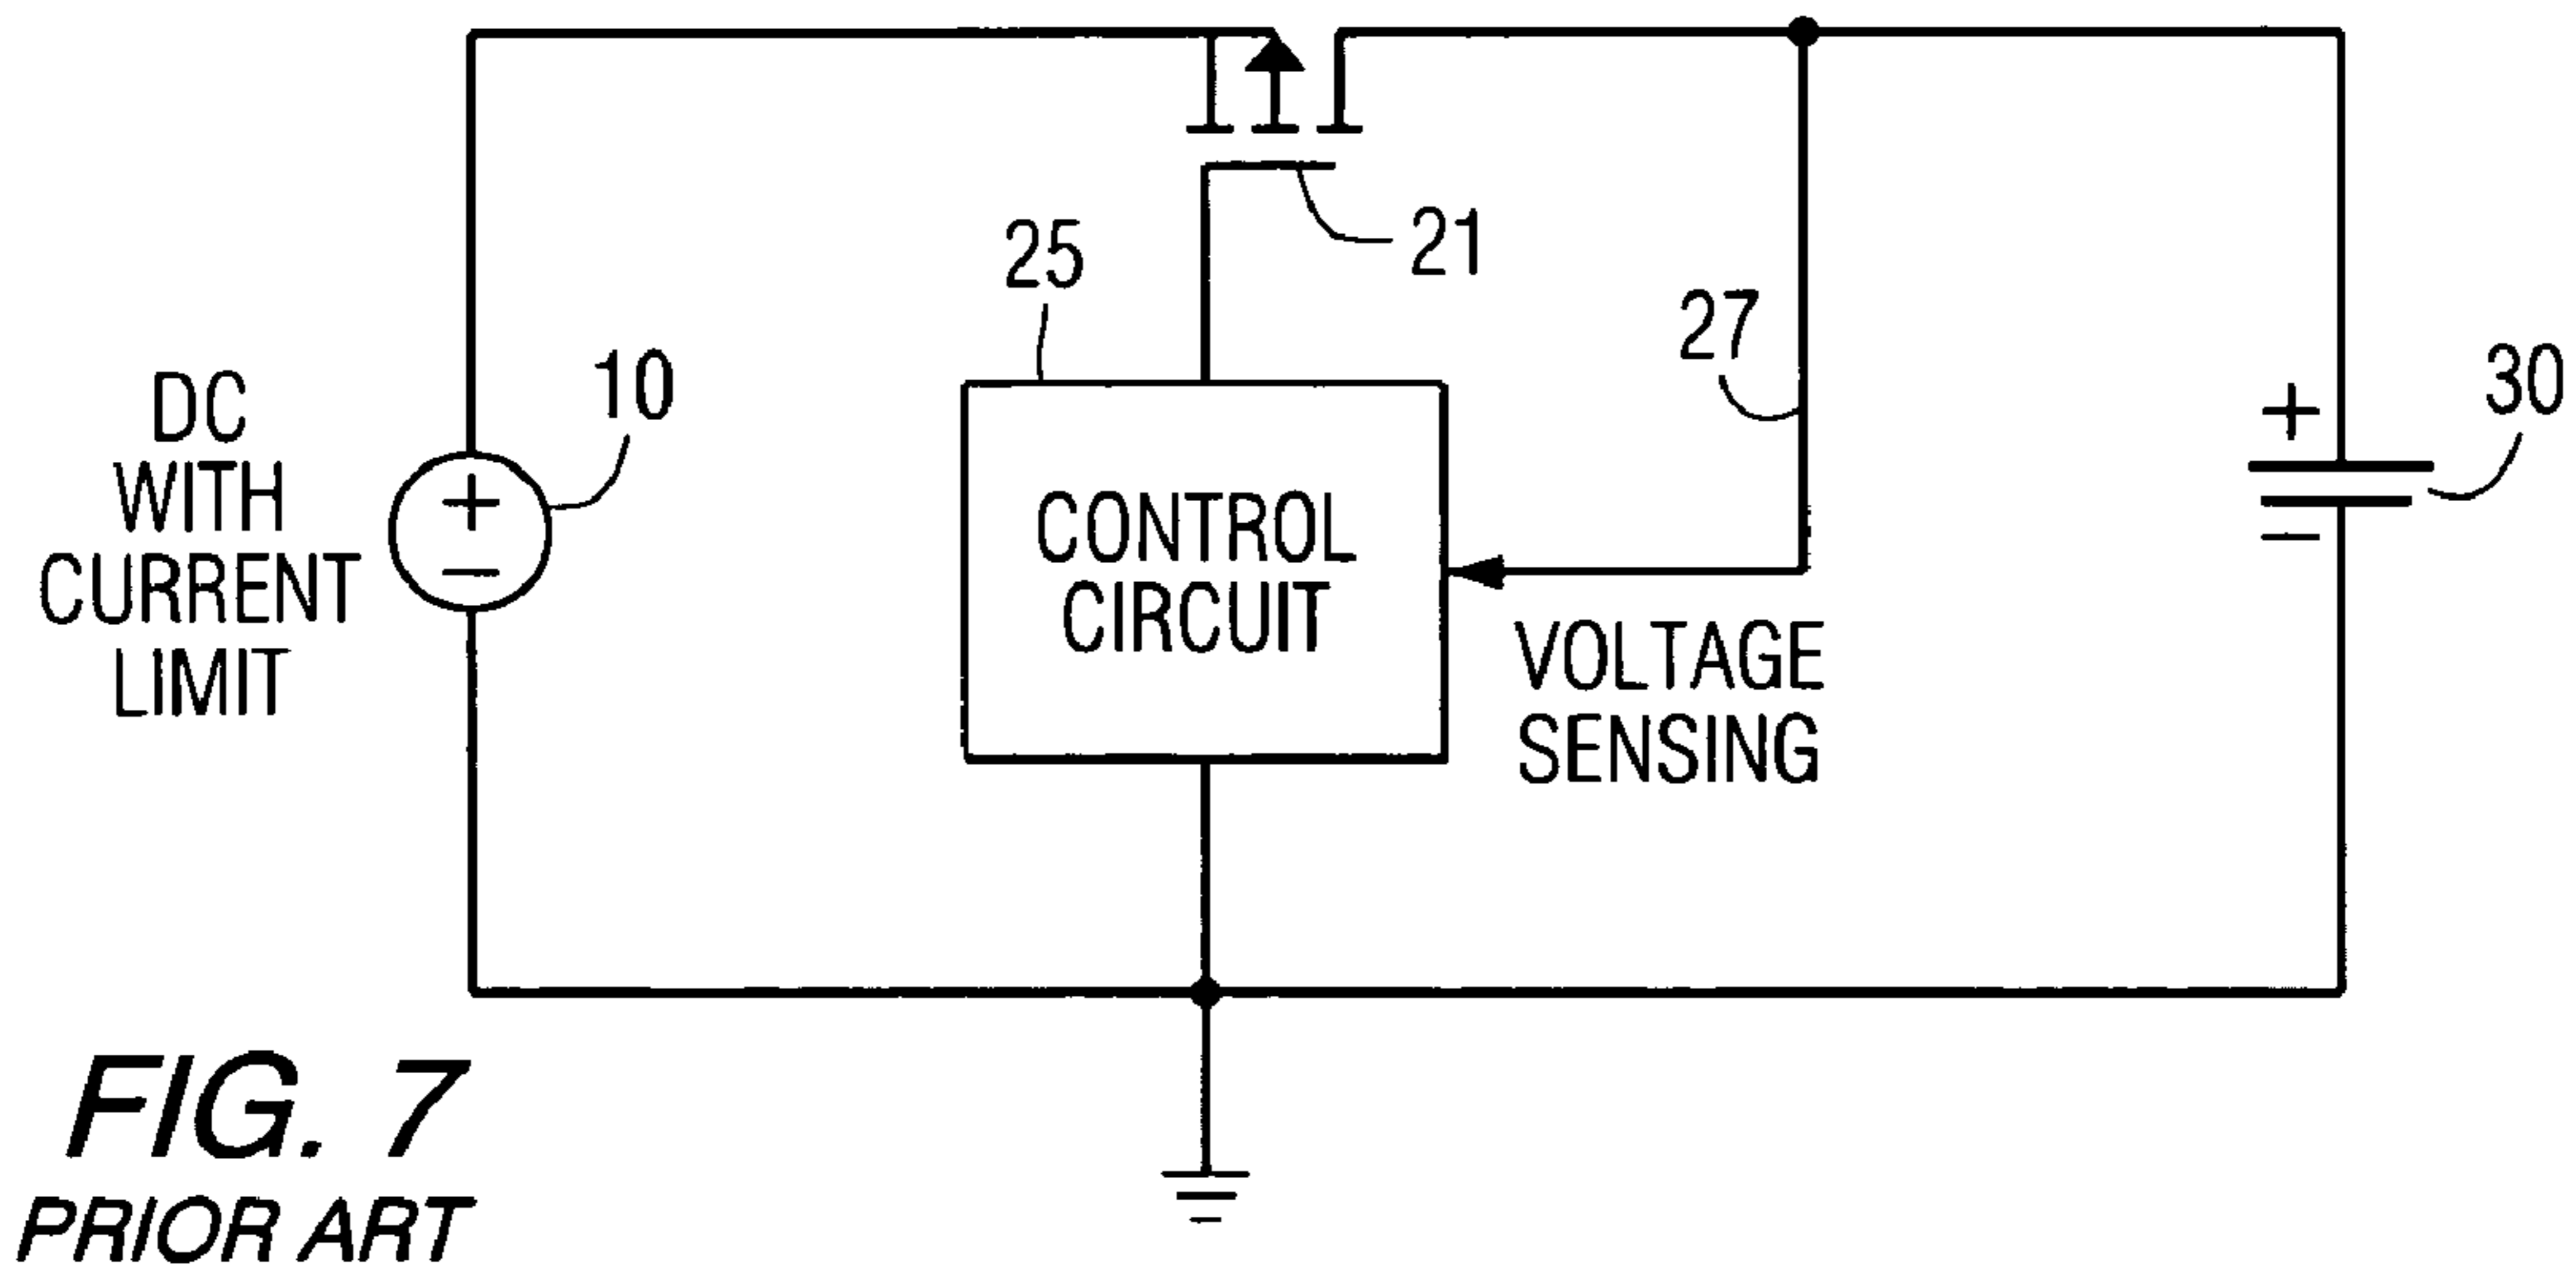 21
25
27
10
30
DC
WITH
CURRENT
LIMIT
+
−
CONTROL
CIRCUIT
+
−
VOLTAGE
SENSING
FIG. 7
PRIOR ART